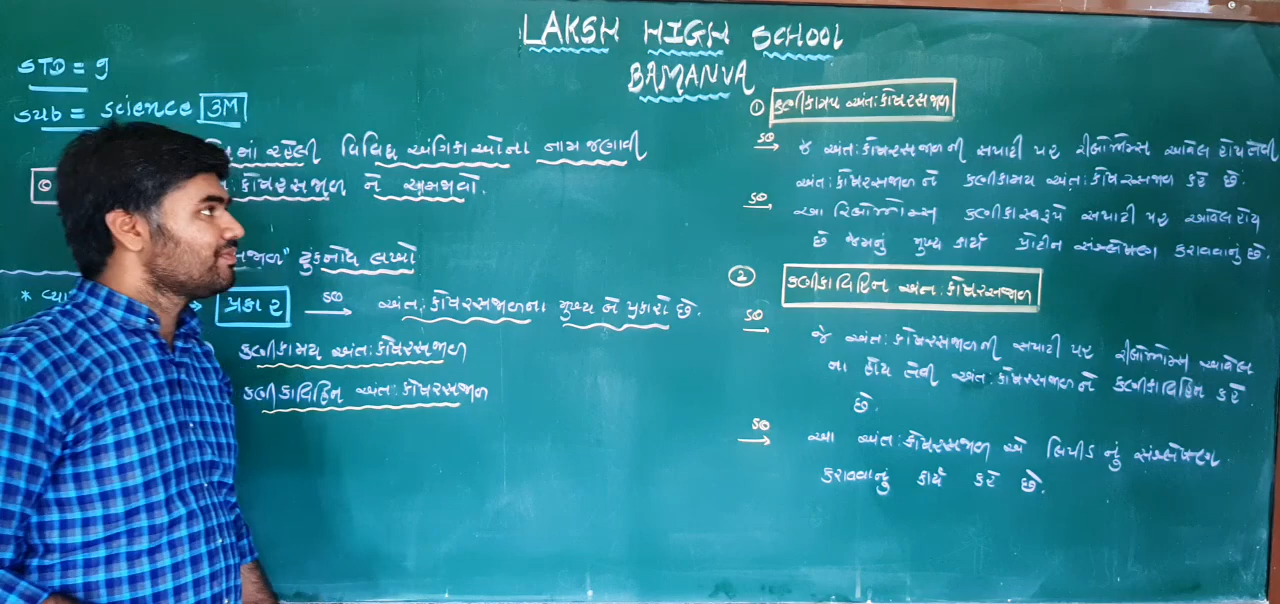 LAKSH HIGH SCHOOL
BAMANVA
STD = 9
Sub = Science 3M
રહેલી વિવિધ અંગિકાઓના નામ જણાવી
કોષરસજાળ ને સમજાવો.
ટુંકનોંધ લખો
* વ્યા
પ્રકાર → અંત:કોષરસજાળના મુખ્ય બે પ્રકારો છે.
કણીકામય અંત:કોષરસજાળ
કણીકાવિહિન અંત:કોષરસજાળ
① કણીકામય અંત:કોષરસજાળ
→ જે અંત:કોષરસજાળની સપાટી પર રીબોઝોમ્સ આવેલ હોય તેવી
અંત:કોષરસજાળને કણીકામય અંત:કોષરસજાળ કહે છે.
→ આ રિબોઝોમ્સ કણીકાસ્વરૂપે સપાટી પર આવેલ હોય
છે જેમનું મુખ્ય કાર્ય પ્રોટીન સંશ્લેષણ કરાવવાનું છે.
② કણીકાવિહિન અંત:કોષરસજાળ
→ જે અંત:કોષરસજાળની સપાટી પર રીબોઝોમ્સ આવેલ
ના હોય તેવી અંત:કોષરસજાળને કણીકાવિહિન કહે
છે.
→ આ અંત:કોષરસજાળ એ લિપીડ નું સંશ્લેષણ
કરાવવાનું કાર્ય કરે છે.